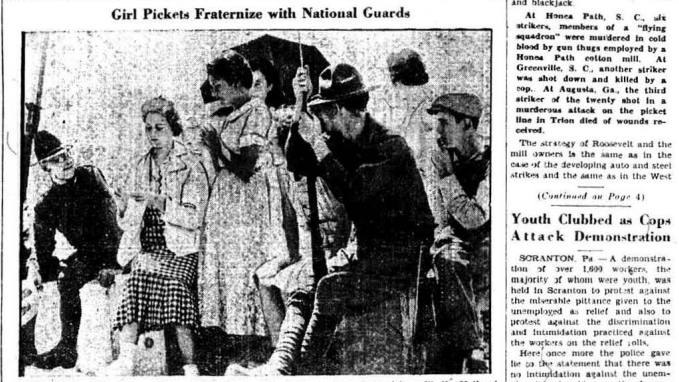 Girl Pickets Fraternize with National Guards
and blackjack.
At Honea Path, S. C., six
strikers, members of a "flying
squadron" were murdered in cold
blood by gun thugs employed by a
Honea Path cotton mill. At
Greenville, S. C., another striker
was shot down and killed by a
cop. At Augusta, Ga., the third
striker of the twenty shot in a
murderous attack on the picket
line in Trion died of wounds re-
ceived.
The strategy of Roosevelt and the
mill owners is the same as in the
case of the developing auto and steel
strikes and the same as in the West
(Continued on Page 4)
Youth Clubbed as Cops
Attack Demonstration
SCRANTON, Pa. — A demonstra-
tion of over 1,600 workers, the
majority of whom were youth, was
held in Scranton to protest against
the miserable pittance given to the
unemployed as relief and also to
protest against the discrimination
and intimidation practiced against
the workers on the relief rolls.
Here once more the police gave
lie to the statement that there was
no intimidation against the unem-